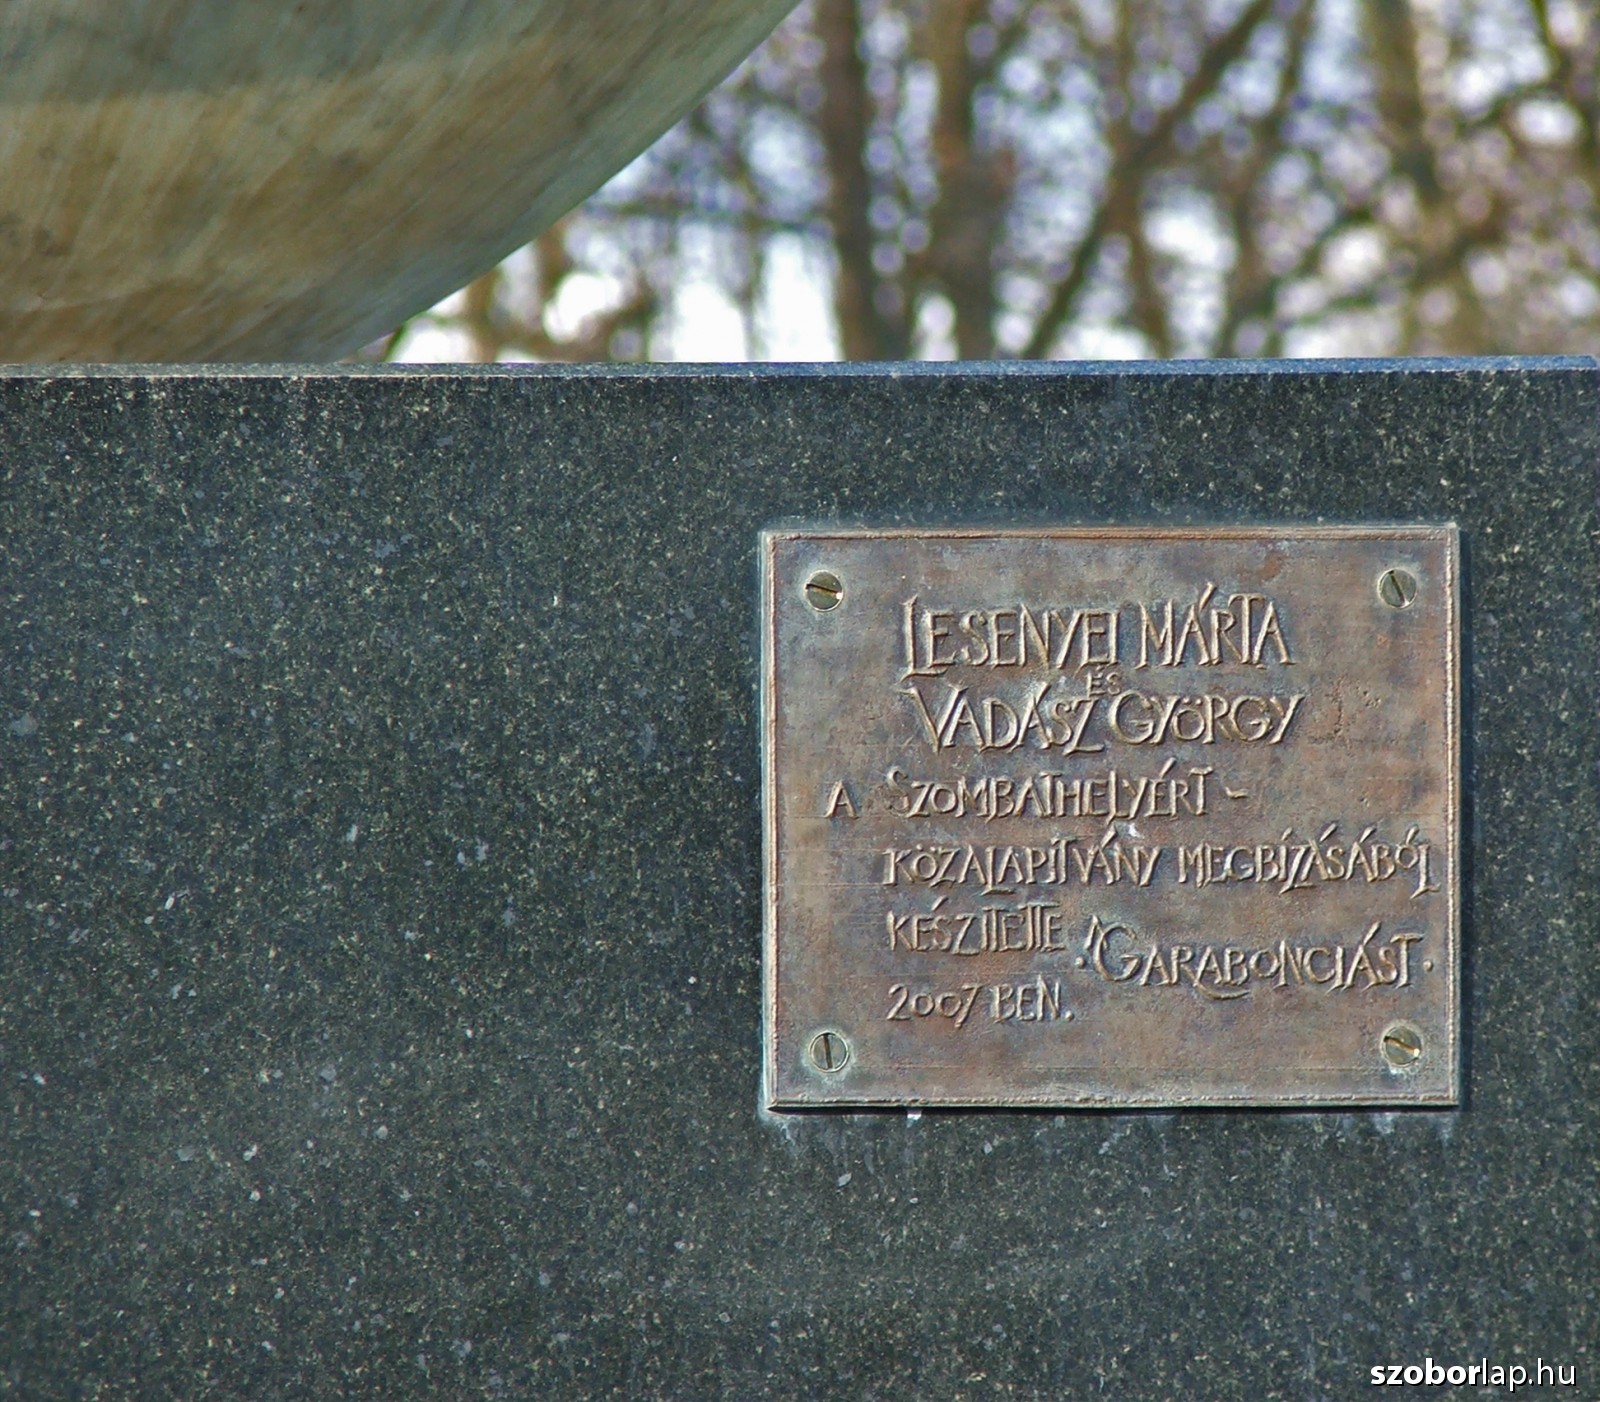 LESENYEI MÁRTA
ÉS
VADÁSZ GYÖRGY
A SZOMBATHELYÉRT -
KÖZALAPÍTVÁNY MEGBÍZÁSÁBÓL
KÉSZÍTETTE "GARABONCIÁST.
2007 BEN.
szoborlap.hu